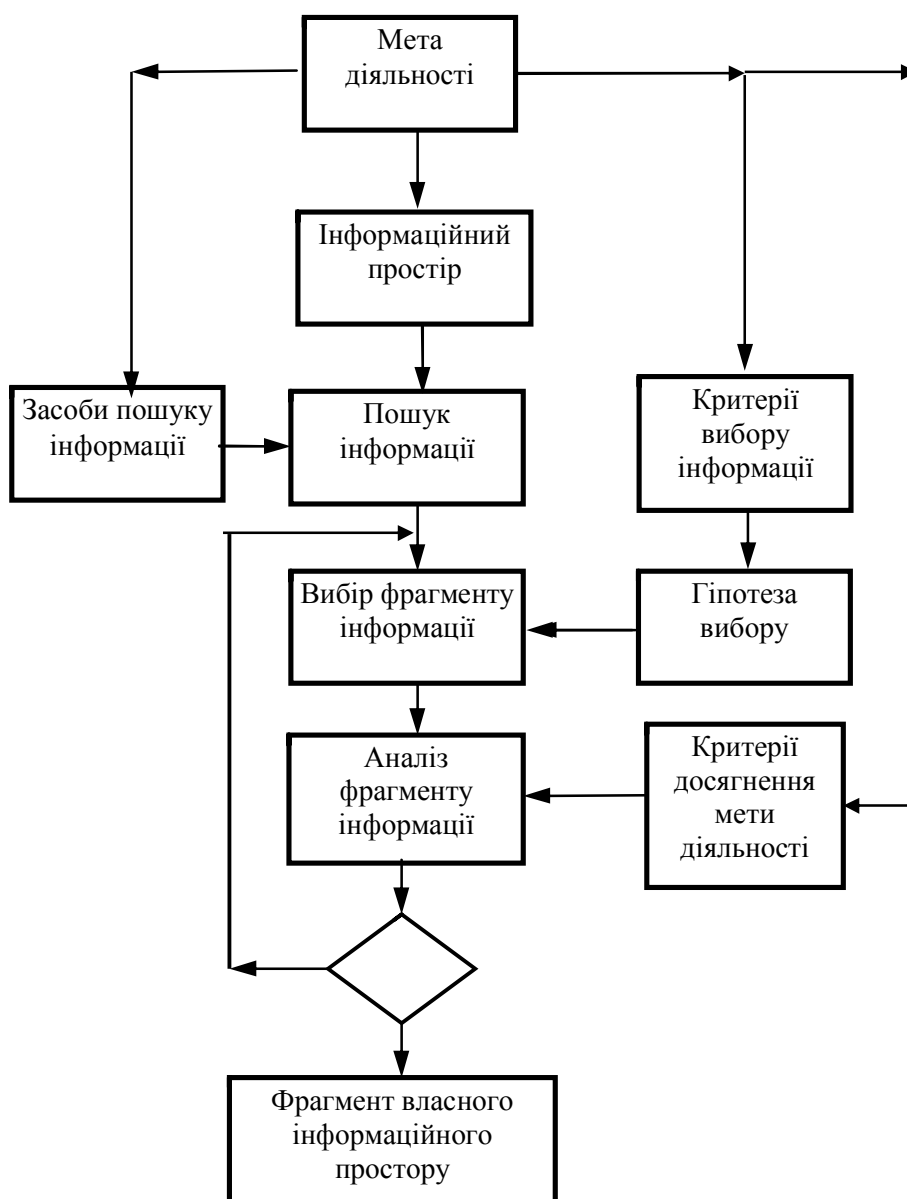 Мета
діяльності
Інформаційний
простір
Засоби пошуку
інформації
Пошук
інформації
Критерії
вибору
інформації
Вибір фрагменту
інформації
Гіпотеза
вибору
Аналіз
фрагменту
інформації
Критерії
досягнення
мети
діяльності
Фрагмент власного
інформаційного
простору